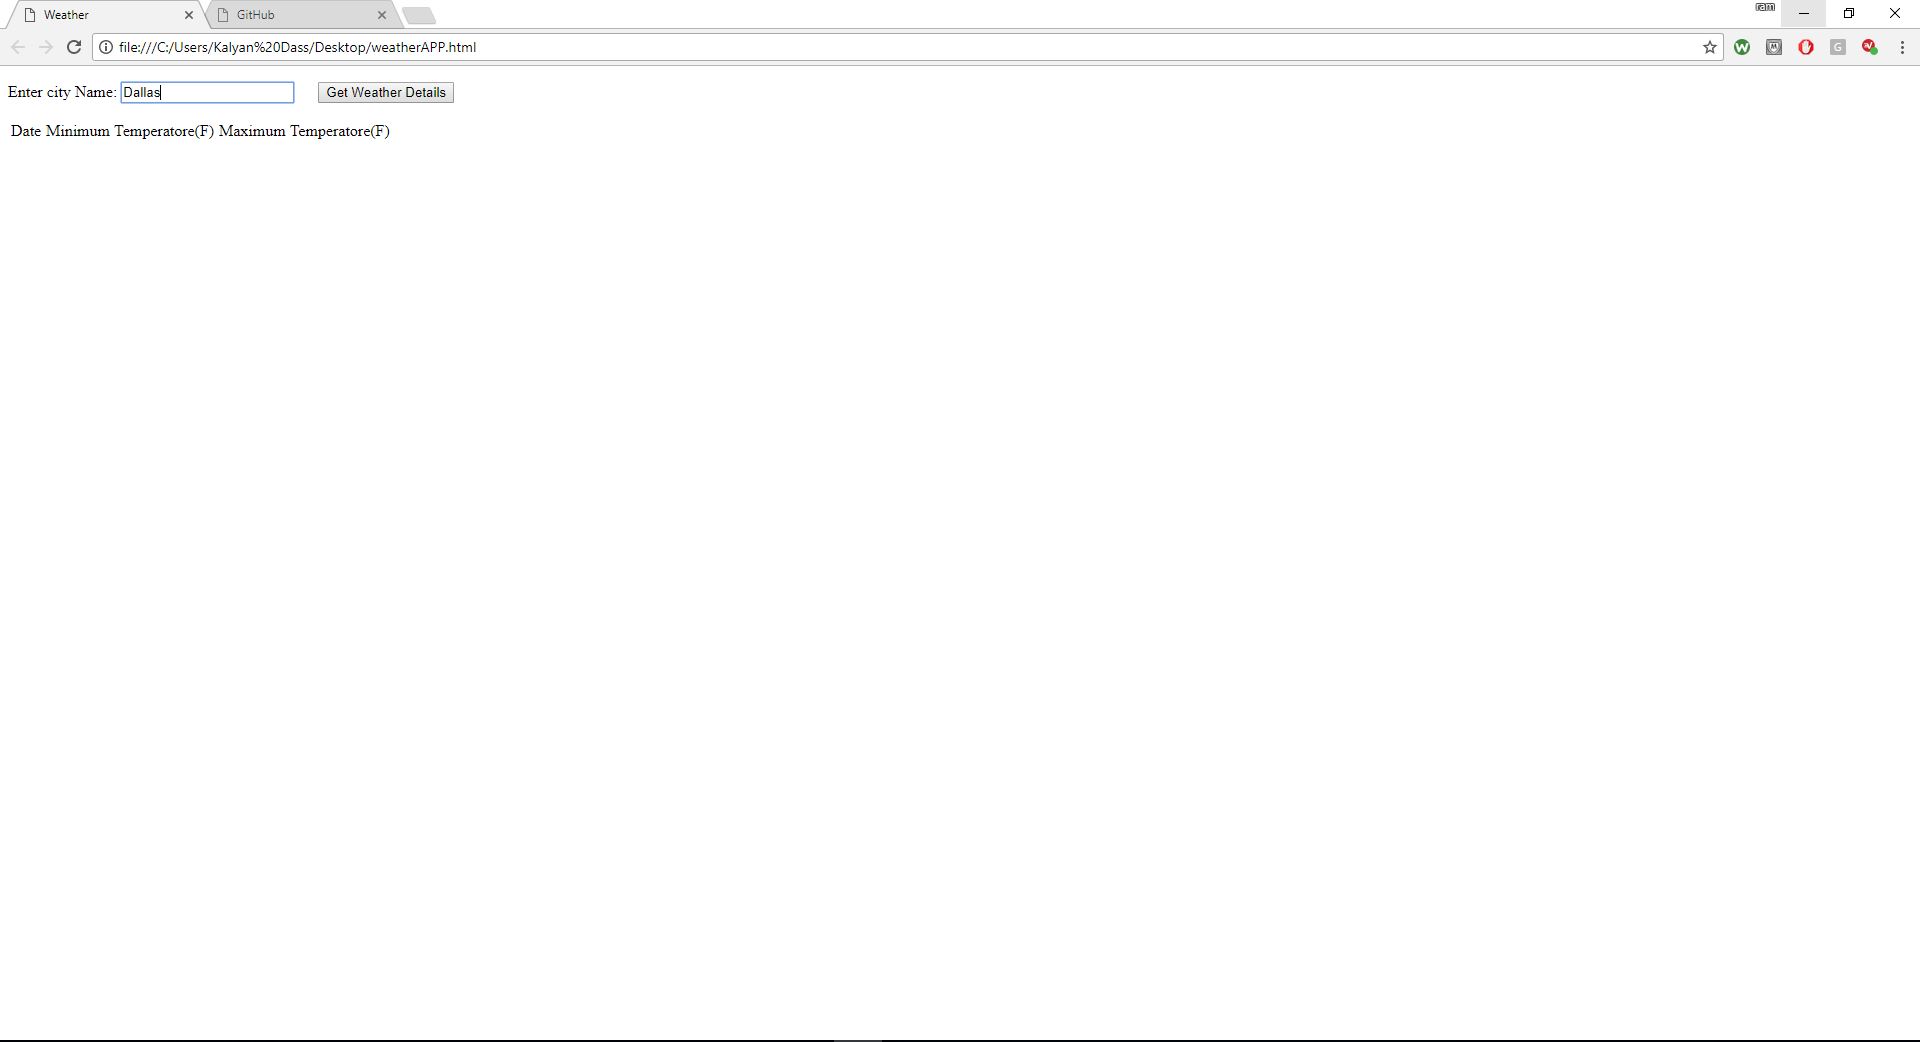 Weather GitHub ram
file:///C:/Users/Kalyan%20Dass/Desktop/weatherAPP.html W M G
Enter city Name: Dallas Get Weather Details
Date Minimum Temperatore(F) Maximum Temperatore(F)